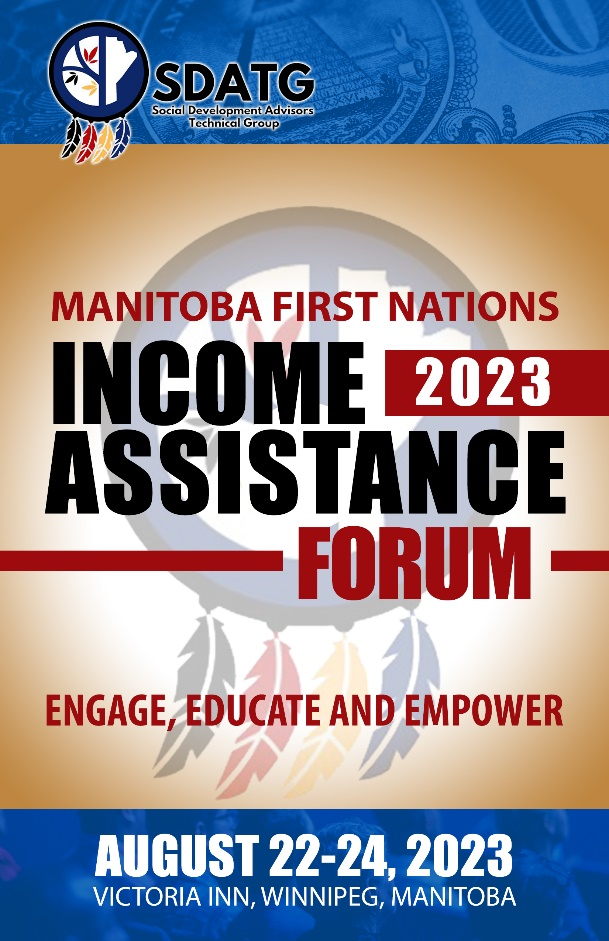 SDATG
Social Development Advisors
Technical Group
MANITOBA FIRST NATIONS
INCOME 2023
ASSISTANCE
FORUM
ENGAGE, EDUCATE AND EMPOWER
AUGUST 22-24, 2023
VICTORIA INN, WINNIPEG, MANITOBA